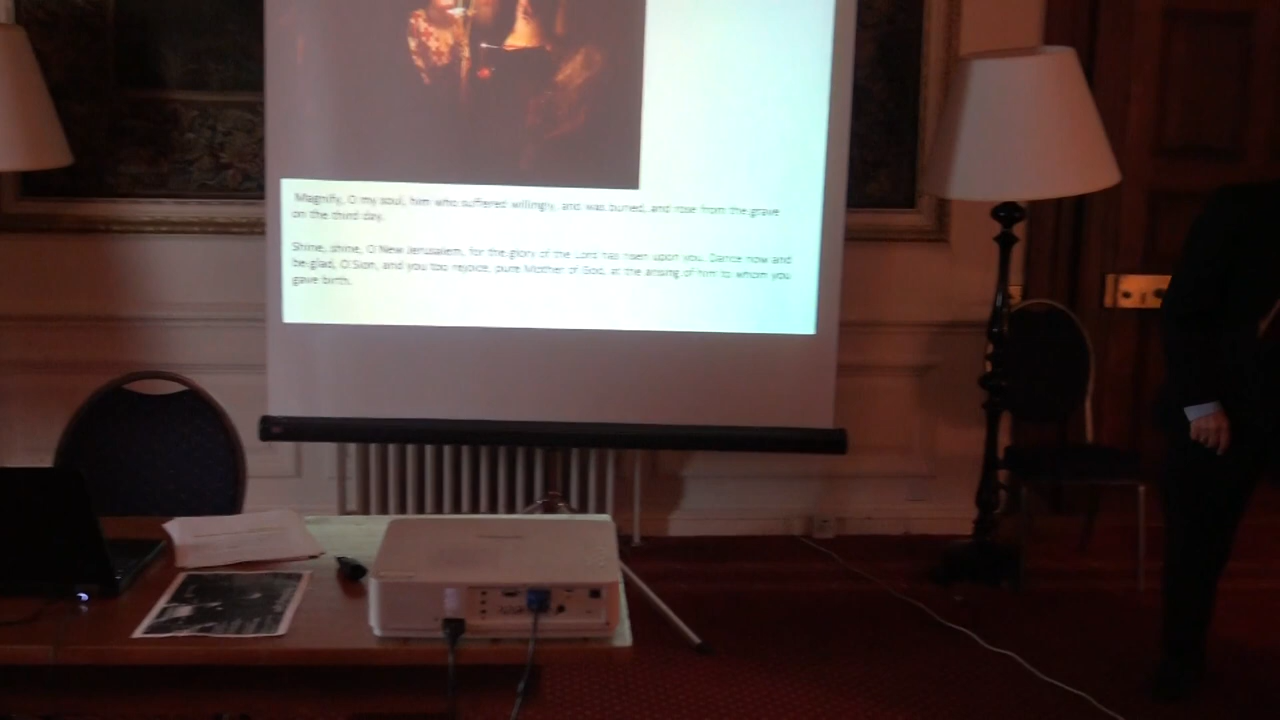 Magnify, O my soul, him who suffered willingly, and was buried, and rose from the grave
on the third day.
Shine, shine, O New Jerusalem, for the glory of the Lord has risen upon you. Dance now and
be glad, O Sion, and you too rejoice, pure Mother of God, at the arising of him to whom you
gave birth.